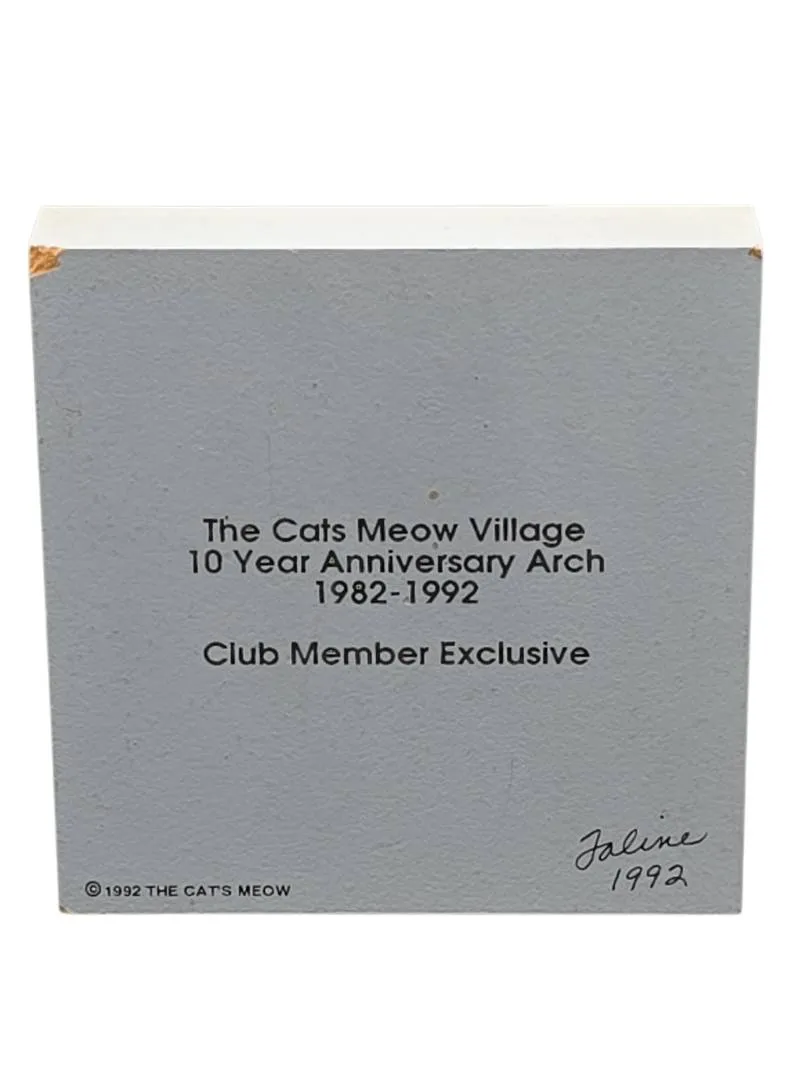 The Cats Meow Village
10 Year Anniversary Arch
1982-1992
Club Member Exclusive
Faline
1992
© 1992 THE CAT'S MEOW